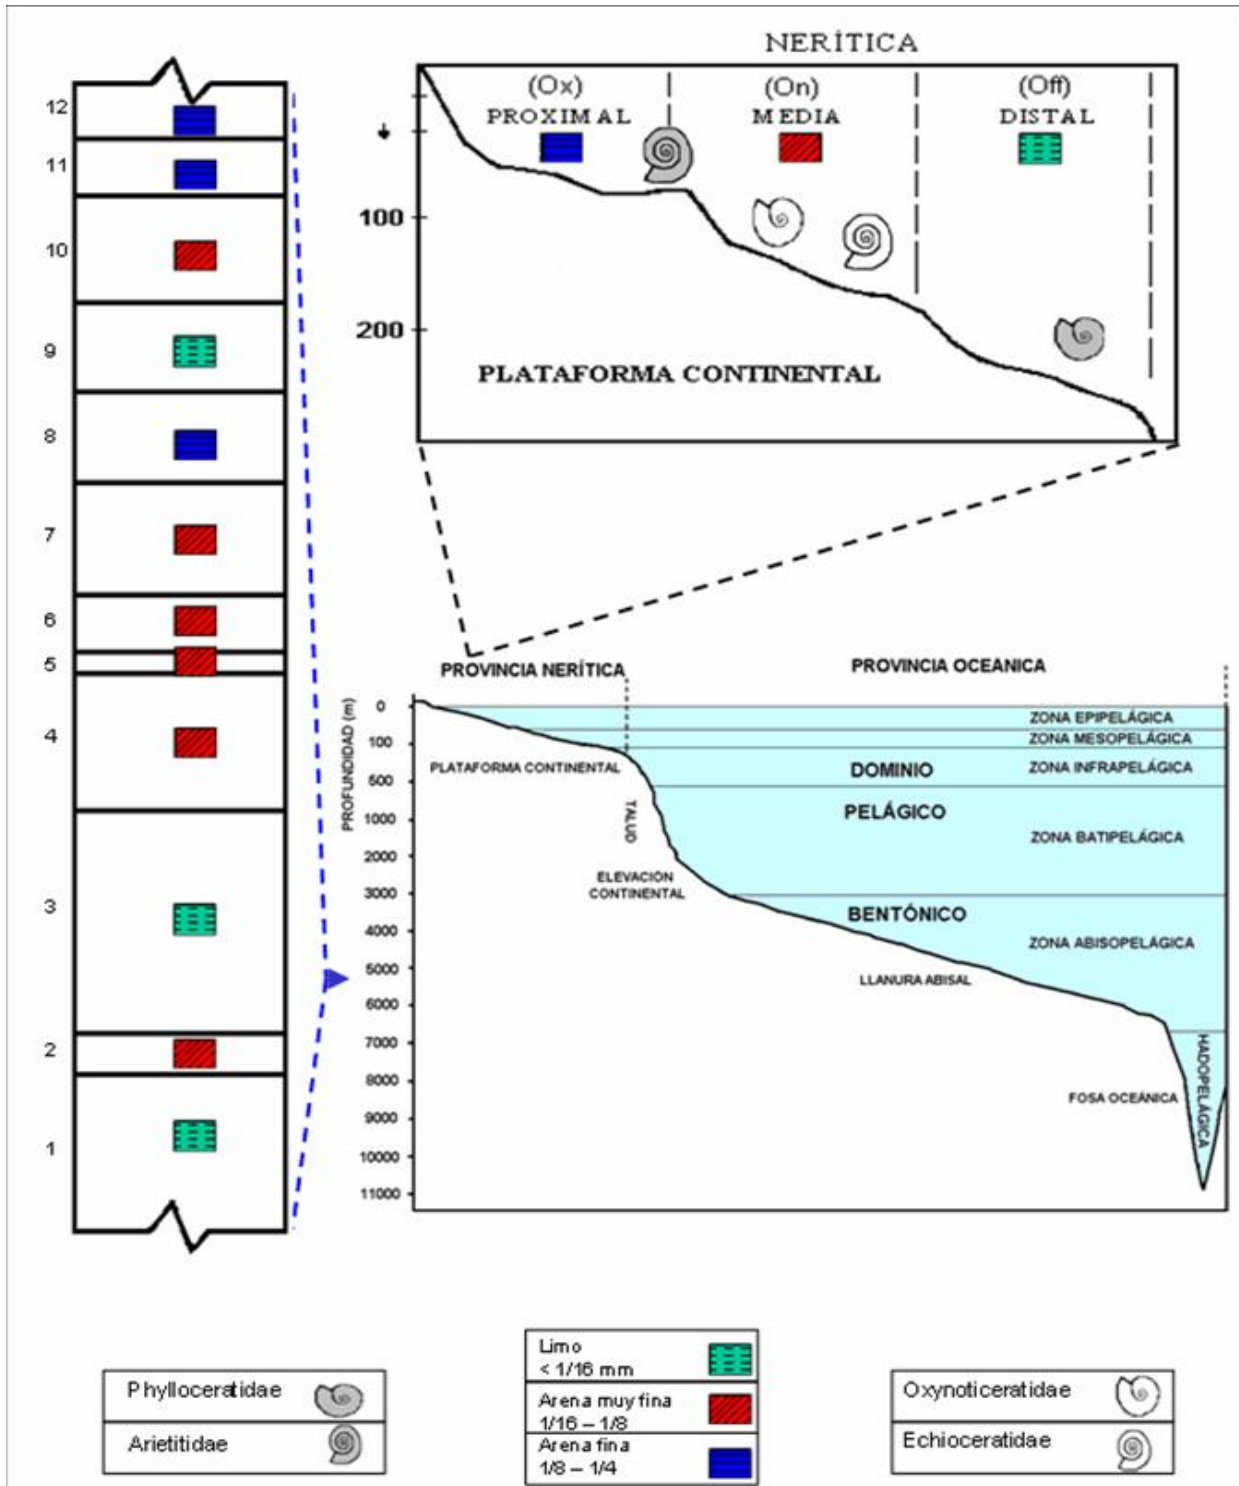 12
11
10
9
8
7
6
5
4
3
2
1
NERÍTICA
(Ox)
PROXIMAL
(On)
MEDIA
(Off)
DISTAL
100
200
PLATAFORMA CONTINENTAL
PROVINCIA NERÍTICA
PROVINCIA OCEÁNICA
PROFUNDIDAD (m)
0
100
500
1000
2000
3000
4000
5000
6000
7000
8000
9000
10000
11000
ZONA EPIPELÁGICA
ZONA MESOPELÁGICA
PLATAFORMA CONTINENTAL
DOMINIO
ZONA INFRAPELÁGICA
TALUD
PELÁGICO
ZONA BATIPELÁGICA
ELEVACIÓN
CONTINENTAL
BENTÓNICO
ZONA ABISOPELÁGICA
LLANURA ABISAL
HADOPELÁGICA
FOSA OCEÁNICA
Phylloceratidae
Arietitidae
Limo
< 1/16 mm
Arena muy fina
1/16 – 1/8
Arena fina
1/8 – 1/4
Oxynoticeratidae
Echioceratidae